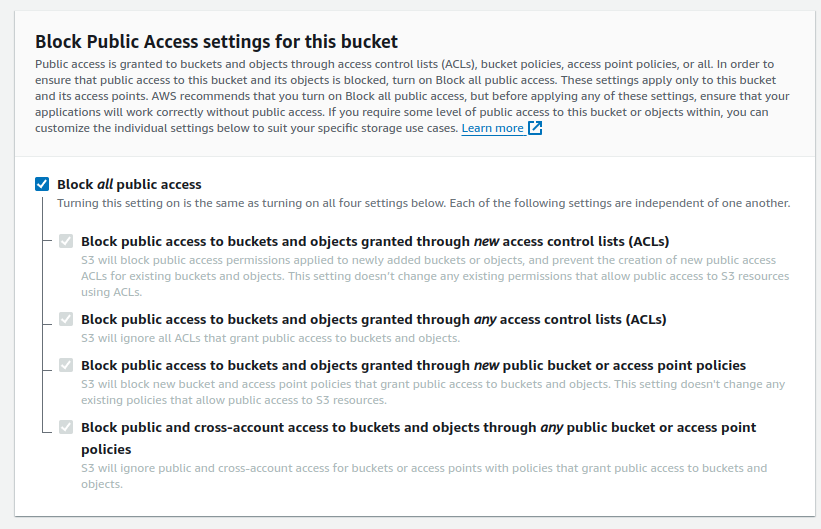 Block Public Access settings for this bucket
Public access is granted to buckets and objects through access control lists (ACLs), bucket policies, access point policies, or all. In order to
ensure that public access to this bucket and its objects is blocked, turn on Block all public access. These settings apply only to this bucket
and its access points. AWS recommends that you turn on Block all public access, but before applying any of these settings, ensure that your
applications will work correctly without public access. If you require some level of public access to this bucket or objects within, you can
customize the individual settings below to suit your specific storage use cases. Learn more
Block all public access
Turning this setting on is the same as turning on all four settings below. Each of the following settings are independent of one another.
Block public access to buckets and objects granted through new access control lists (ACLs)
S3 will block public access permissions applied to newly added buckets or objects, and prevent the creation of new public access
ACLs for existing buckets and objects. This setting doesn't change any existing permissions that allow public access to S3 resources
using ACLs.
Block public access to buckets and objects granted through any access control lists (ACLs)
S3 will ignore all ACLs that grant public access to buckets and objects.
Block public access to buckets and objects granted through new public bucket or access point policies
S3 will block new bucket and access point policies that grant public access to buckets and objects. This setting doesn't change any
existing policies that allow public access to S3 resources.
Block public and cross-account access to buckets and objects through any public bucket or access point
policies
S3 will ignore public and cross-account access for buckets or access points with policies that grant public access to buckets and
objects.